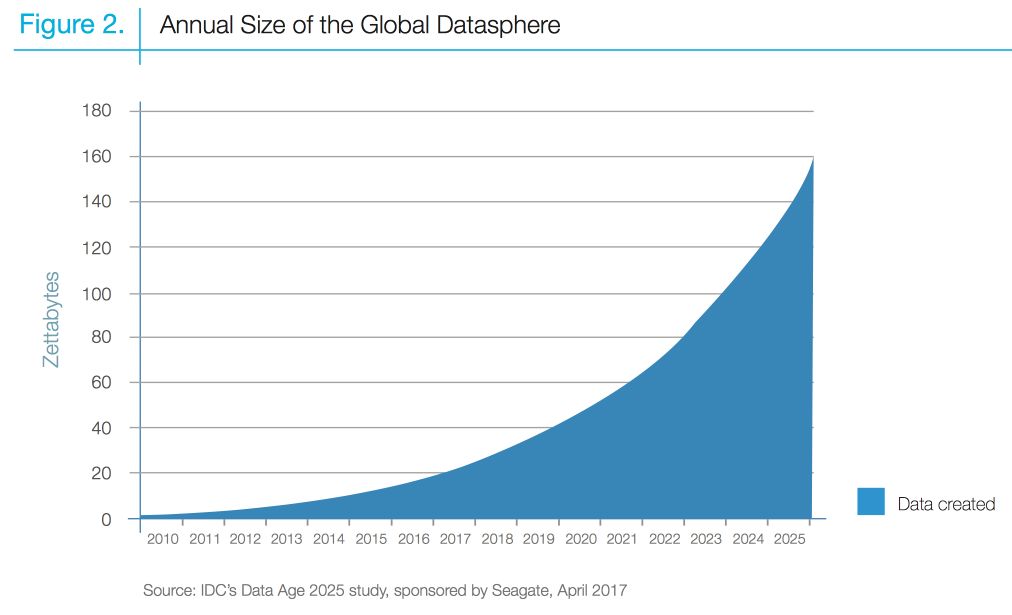 Figure 2. Annual Size of the Global Datasphere
180
160
140
120
100
80
60
40
20
0
Zettabytes
2010 2011 2012 2013 2014 2015 2016 2017 2018 2019 2020 2021 2022 2023 2024 2025
Data created
Source: IDC's Data Age 2025 study, sponsored by Seagate, April 2017